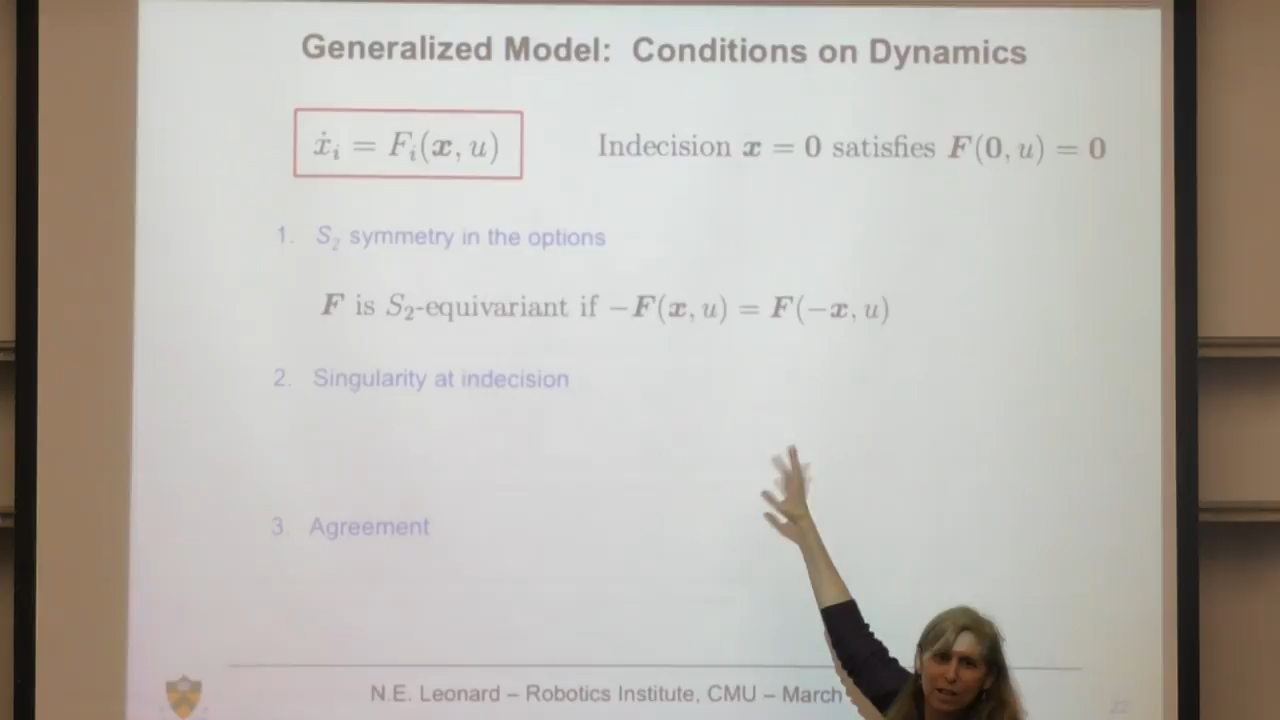 Generalized Model: Conditions on Dynamics
ẋᵢ = Fᵢ(x, u)
Indecision x = 0 satisfies F(0, u) = 0
1. S₂ symmetry in the options
F is S₂-equivariant if −F(x, u) = F(−x, u)
2. Singularity at indecision
3. Agreement
N.E. Leonard – Robotics Institute, CMU – March